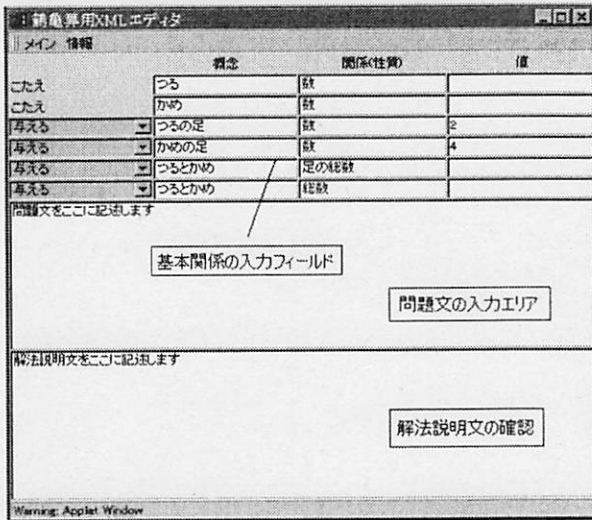 鶴亀算用XMLエディタ
メイン 情報
概念 関係(性質) 値
こたえ つる 数
こたえ かめ 数
与える つるの足 数 2
与える かめの足 数 4
与える つるとかめ 足の総数
与える つるとかめ 総数
問題文をここに記述します
基本関係の入力フィールド
問題文の入力エリア
解法説明文をここに記述します
解法説明文の確認
Warning: Applet Window